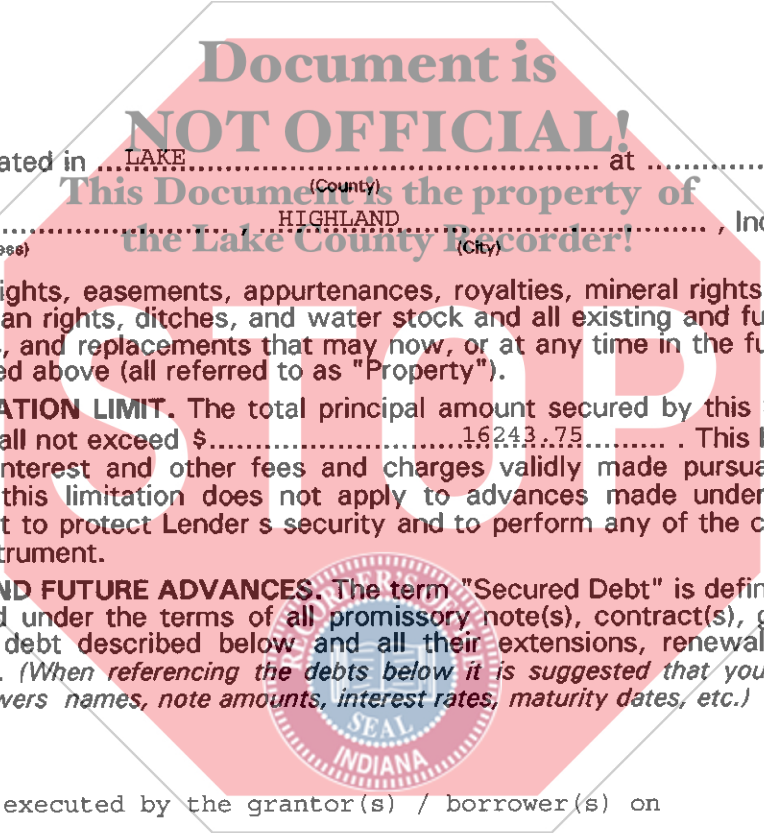 Document is
NOT OFFICIAL!
ated in ...LAKE........................................................................ at ..............
(County)
This Document is the property of
............................... , ......HIGHLAND.......................................... , Ind
ess) (City)
the Lake County Recorder!
ights, easements, appurtenances, royalties, mineral rights
an rights, ditches, and water stock and all existing and fu
, and replacements that may now, or at any time in the fu
ed above (all referred to as "Property").
STOP
ATION LIMIT. The total principal amount secured by this
all not exceed $.................................16243.75........... . This l
nterest and other fees and charges validly made pursua
this limitation does not apply to advances made under
t to protect Lender s security and to perform any of the c
trument.
ND FUTURE ADVANCES. The term "Secured Debt" is defin
d under the terms of all promissory note(s), contract(s), g
debt described below and all their extensions, renewal
. (When referencing the debts below it is suggested that you
wers names, note amounts, interest rates, maturity dates, etc.)
SEAL
INDIANA
executed by the grantor(s) / borrower(s) on